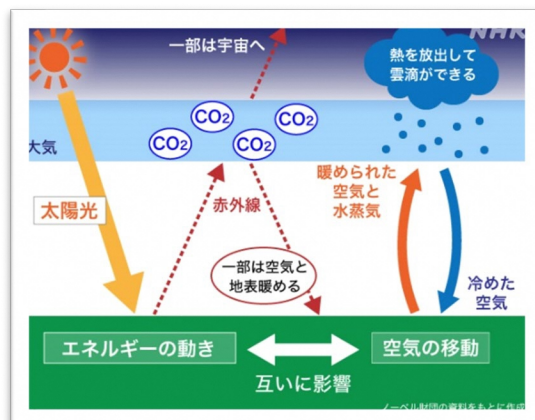 NHK
一部は宇宙へ
熱を放出して
雲滴ができる
CO2
CO2
CO2
CO2
大気
暖められた
空気と
水蒸気
太陽光
赤外線
一部は空気と
地表暖める
冷めた
空気
エネルギーの動き
空気の移動
互いに影響
ノーベル財団の資料をもとに作成